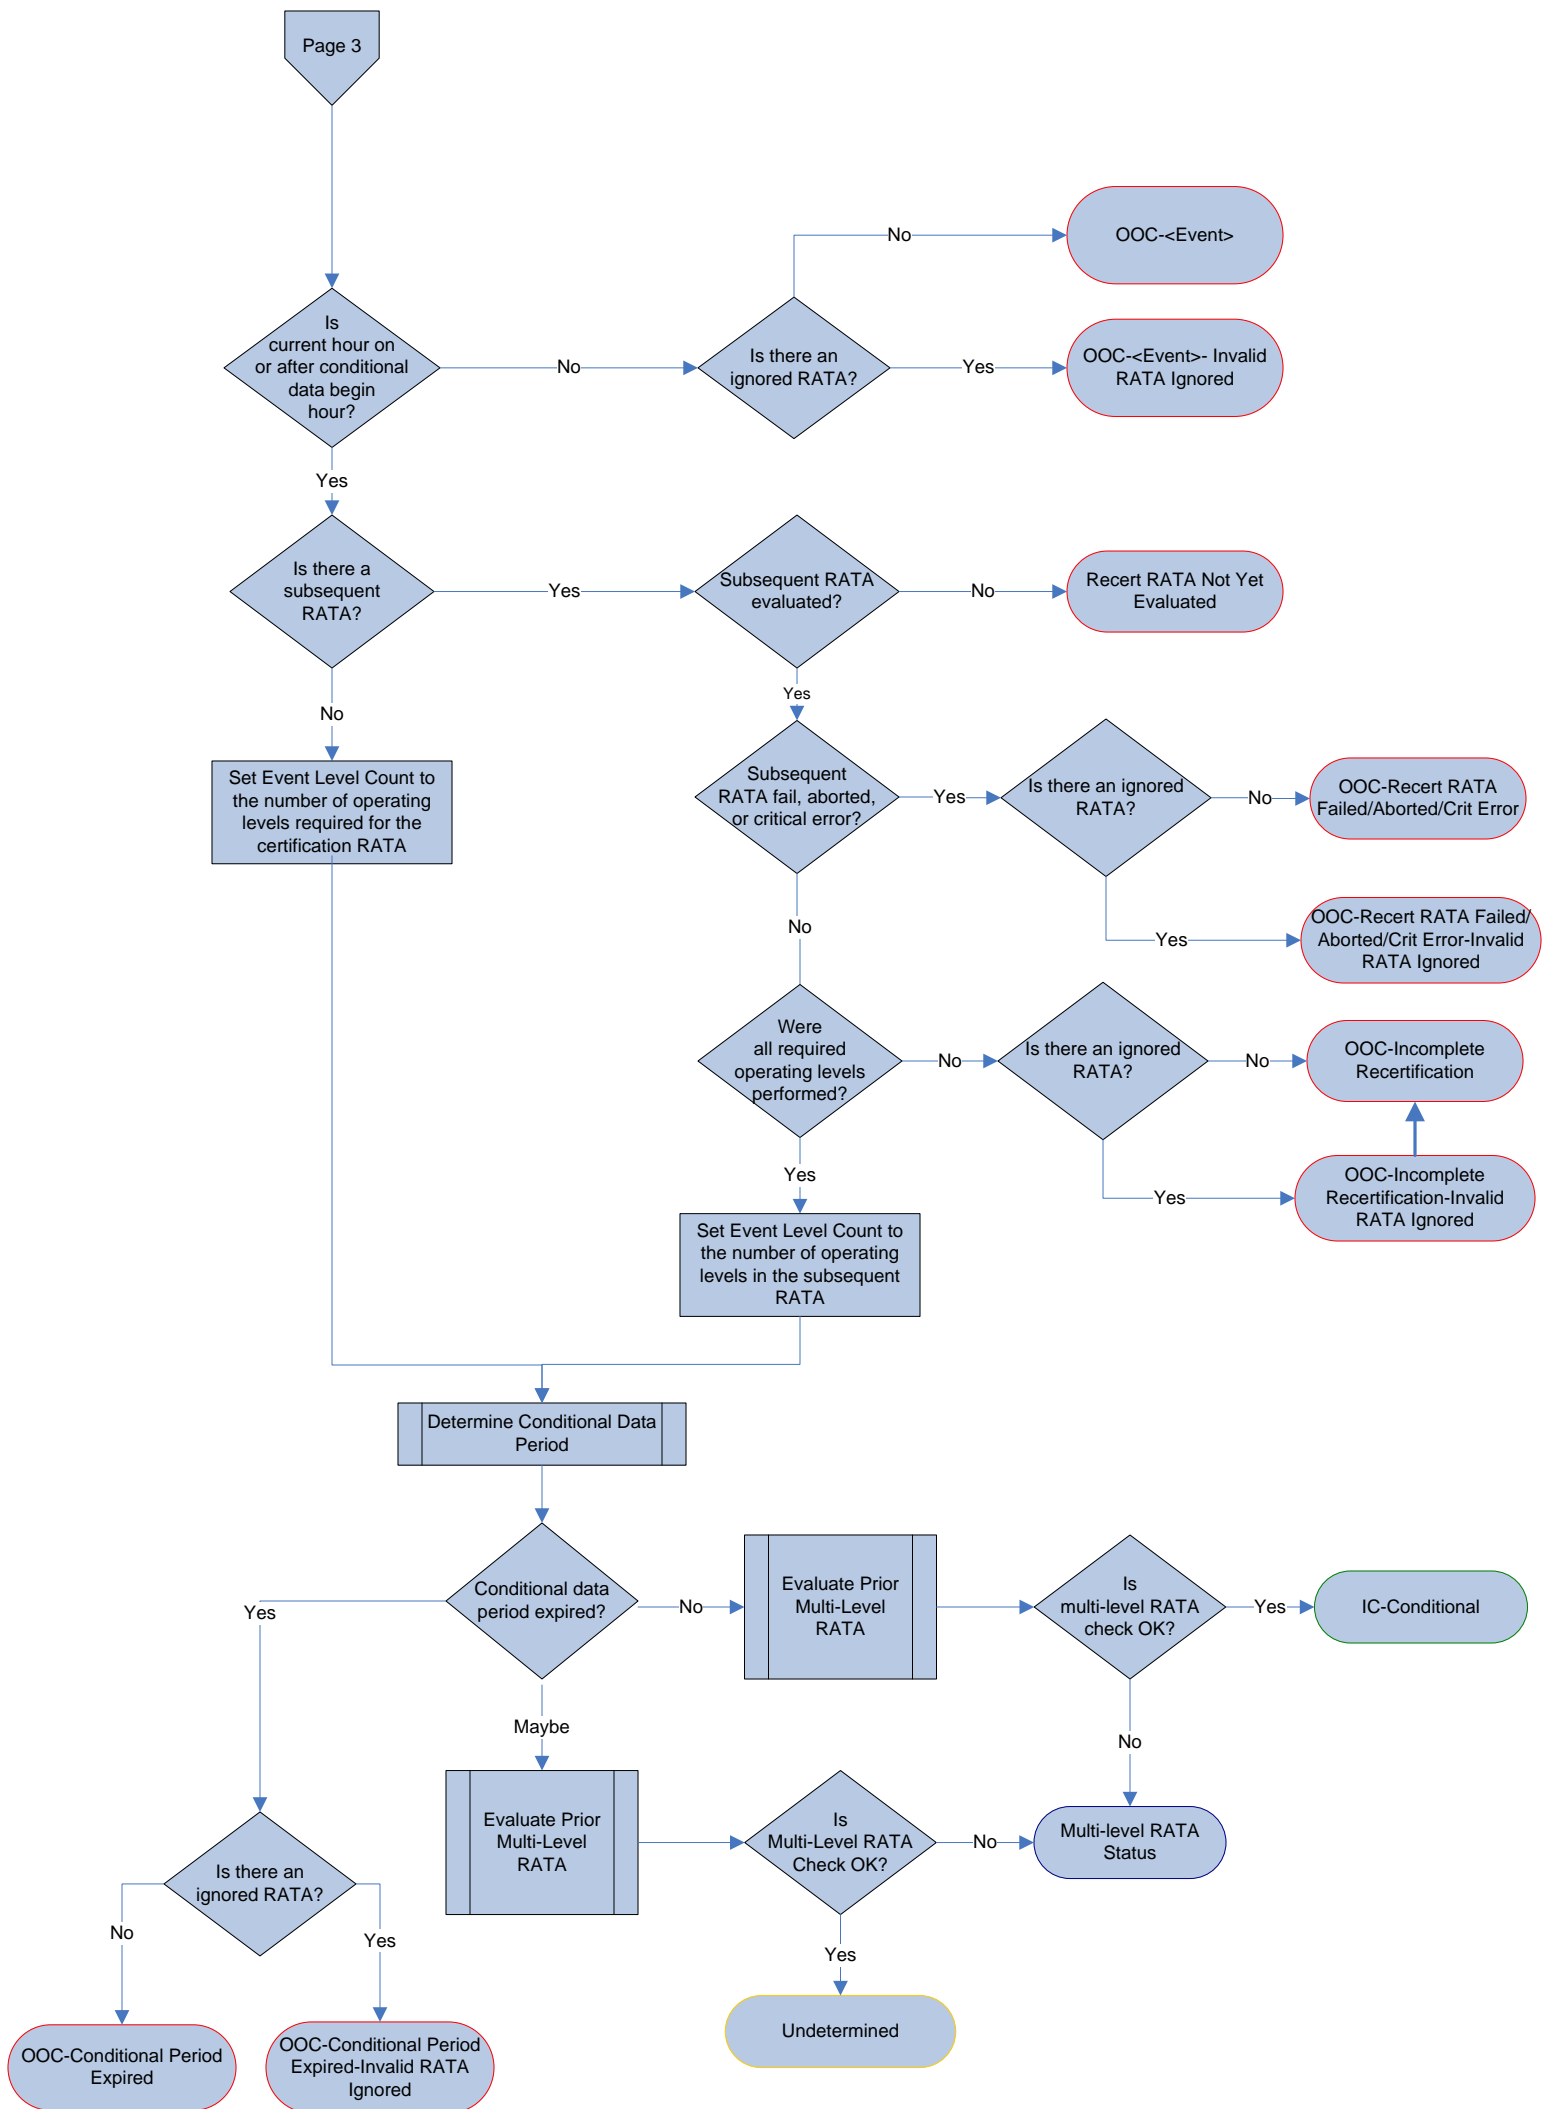 Page 3
No
OOC-<Event>
Is
current hour on
or after conditional
data begin
hour?
No
Is there an
ignored RATA?
Yes
OOC-<Event>- Invalid
RATA Ignored
Yes
Is there a
subsequent
RATA?
Yes
Subsequent RATA
evaluated?
No
Recert RATA Not Yet
Evaluated
No
Yes
Set Event Level Count to
the number of operating
levels required for the
certification RATA
Subsequent
RATA fail, aborted,
or critical error?
Yes
Is there an ignored
RATA?
No
OOC-Recert RATA
Failed/Aborted/Crit Error
No
Yes
OOC-Recert RATA Failed/
Aborted/Crit Error-Invalid
RATA Ignored
Were
all required
operating levels
performed?
No
Is there an ignored
RATA?
No
OOC-Incomplete
Recertification
Yes
Yes
OOC-Incomplete
Recertification-Invalid
RATA Ignored
Set Event Level Count to
the number of operating
levels in the subsequent
RATA
Determine Conditional Data
Period
Conditional data
period expired?
Yes
No
Evaluate Prior
Multi-Level
RATA
Is
multi-level RATA
check OK?
Yes
IC-Conditional
Maybe
No
Evaluate Prior
Multi-Level
RATA
Is
Multi-Level RATA
Check OK?
No
Multi-level RATA
Status
Is there an
ignored RATA?
No
Yes
Yes
Undetermined
OOC-Conditional Period
Expired
OOC-Conditional Period
Expired-Invalid RATA
Ignored